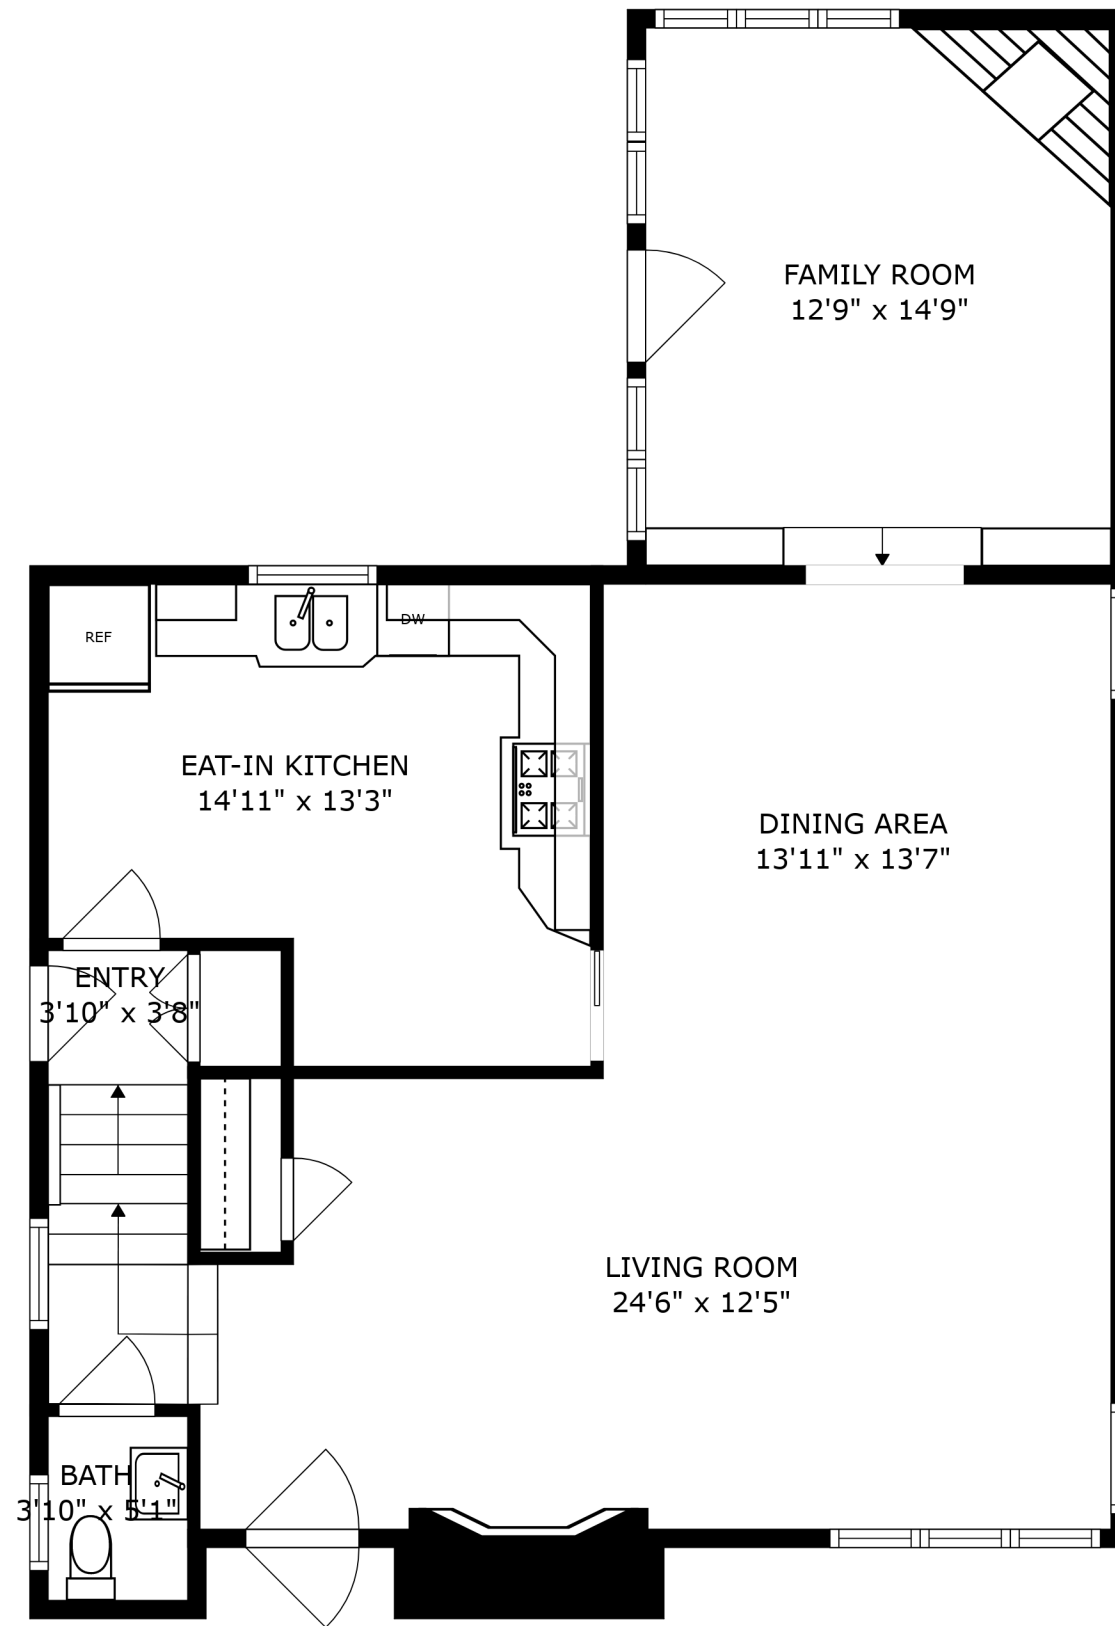 FAMILY ROOM
12'9" x 14'9"
REF
DW
EAT-IN KITCHEN
14'11" x 13'3"
DINING AREA
13'11" x 13'7"
ENTRY
3'10" x 3'8"
LIVING ROOM
24'6" x 12'5"
BATH
3'10" x 5'1"